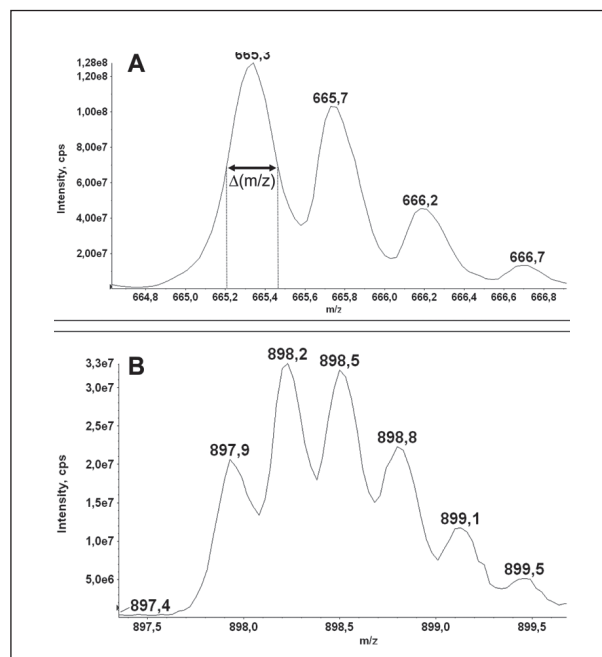 A
665,3
665,7
666,2
666,7
Δ(m/z)
Intensity, cps
1,28e8
1,20e8
1,00e8
8,00e7
6,00e7
4,00e7
2,00e7
664,8 665,0 665,2 665,4 665,6 665,8 666,0 666,2 666,4 666,6 666,8
m/z
B
897,4
897,9
898,2
898,5
898,8
899,1
899,5
Intensity, cps
3,3e7
3,0e7
2,5e7
2,0e7
1,5e7
1,0e7
5,0e6
897,5 898,0 898,5 899,0 899,5
m/z